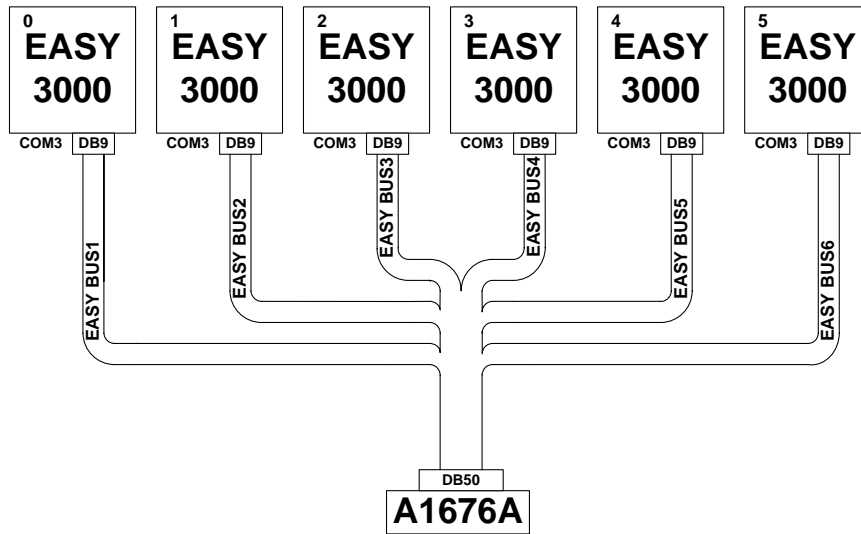 0
EASY
3000
COM3 DB9
1
EASY
3000
COM3 DB9
2
EASY
3000
COM3 DB9
3
EASY
3000
COM3 DB9
4
EASY
3000
COM3 DB9
5
EASY
3000
COM3 DB9
EASY BUS1
EASY BUS2
EASY BUS3
EASY BUS4
EASY BUS5
EASY BUS6
DB50
A1676A